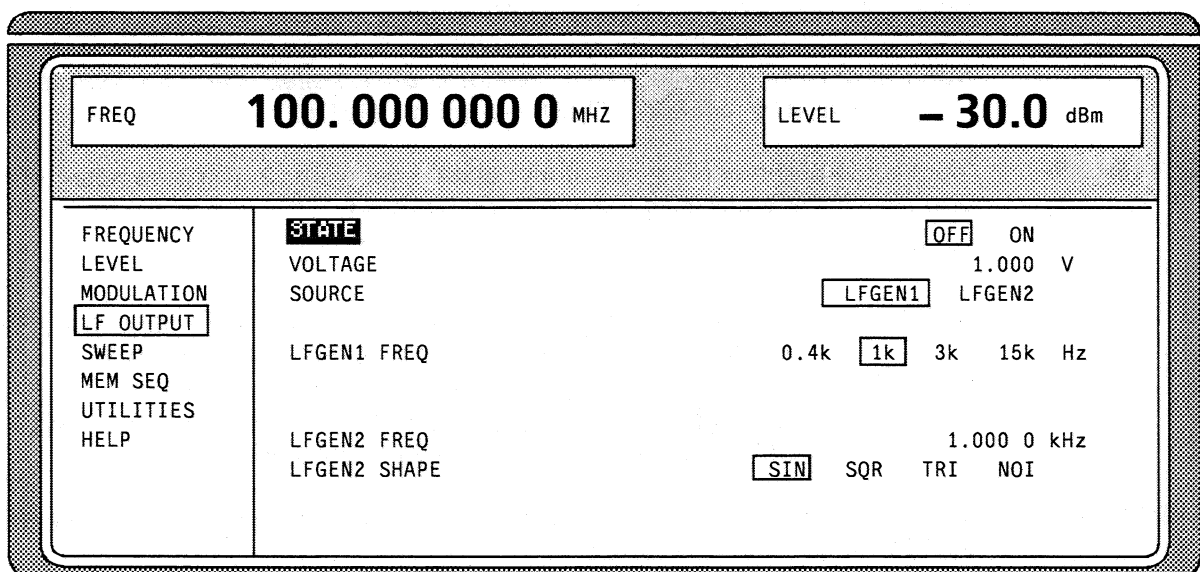 FREQ 100. 000 000 0 MHZ LEVEL – 30.0 dBm
FREQUENCY STATE OFF ON
LEVEL VOLTAGE 1.000 V
MODULATION SOURCE LFGEN1 LFGEN2
LF OUTPUT
SWEEP LFGEN1 FREQ 0.4k 1k 3k 15k Hz
MEM SEQ
UTILITIES
HELP LFGEN2 FREQ 1.000 0 kHz
LFGEN2 SHAPE SIN SQR TRI NOI